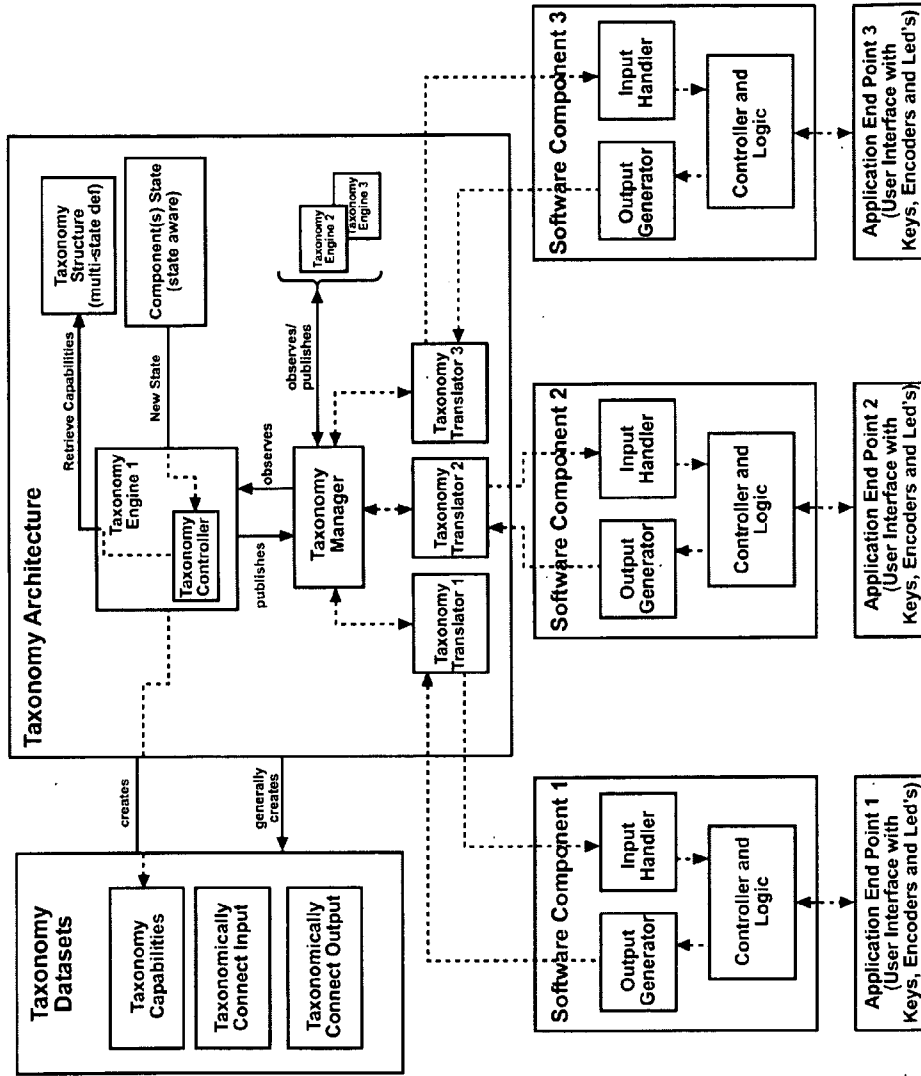 Taxonomy
Datasets
Taxonomy
Capabilities
Taxonomically
Connect Input
Taxonomically
Connect Output
creates
generally
creates
Taxonomy Architecture
Taxonomy
Engine 1
Taxonomy
Controller
Retrieve Capabilities
Taxonomy
Structure
(multi-state def)
New State
Component(s) State
(state aware)
publishes
observes
Taxonomy
Manager
observes/
publishes
Taxonomy
Engine 2
Taxonomy
Engine 3
Taxonomy
Translator 1
Taxonomy
Translator 2
Taxonomy
Translator 3
Software Component 1
Output
Generator
Input
Handler
Controller and
Logic
Application End Point 1
(User Interface with
Keys, Encoders and Led's)
Software Component 2
Output
Generator
Input
Handler
Controller and
Logic
Application End Point 2
(User Interface with
Keys, Encoders and Led's)
Software Component 3
Output
Generator
Input
Handler
Controller and
Logic
Application End Point 3
(User Interface with
Keys, Encoders and Led's)